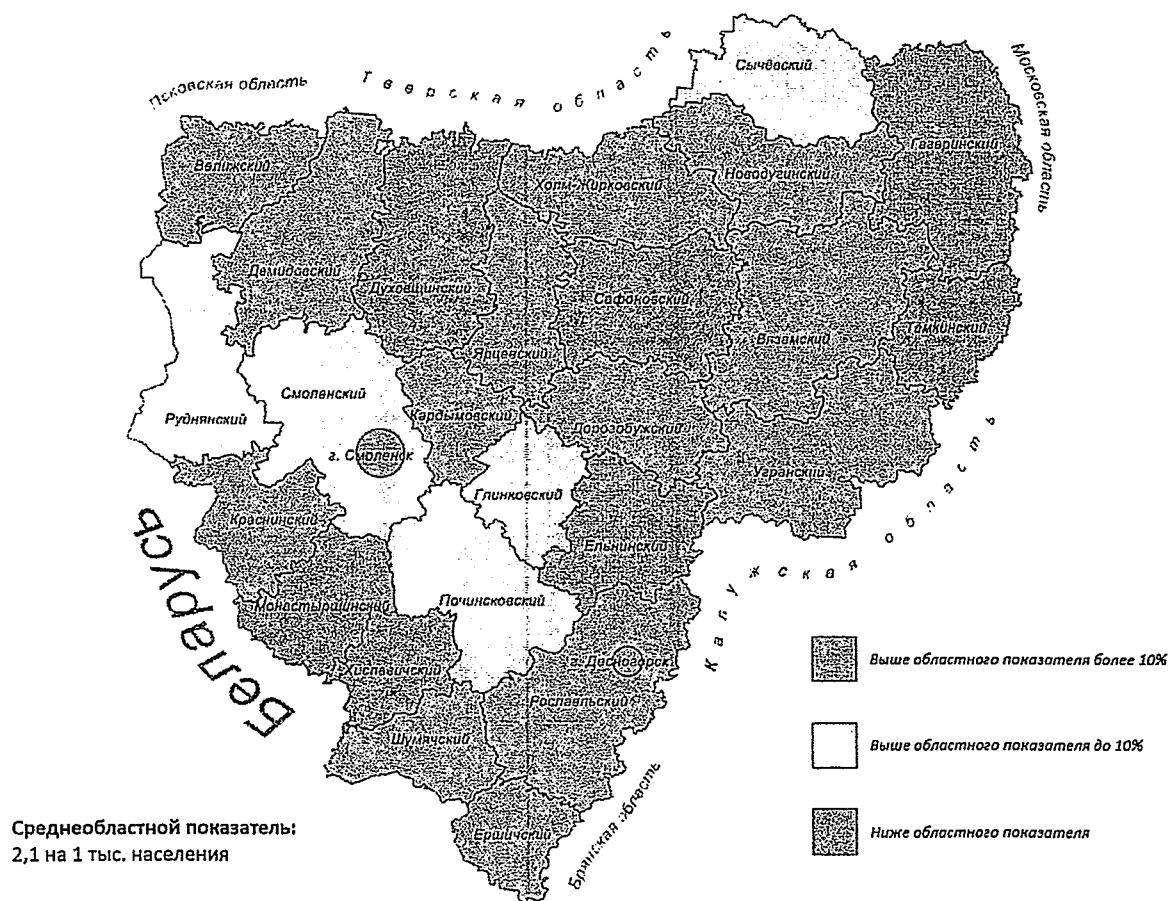 Псковская область
Тверская область
Московская область
Сычевский
Велижский
Холм-Жирковский
Новодугинский
Гагаринский
Демидовский
Духовщинский
Сафоновский
Темкинский
Вяземский
Ярцевский
Смоленский
Руднянский
Кардымовский
Дорогобужский
г. Смоленск
Угранский
Глинковский
Краснинский
Ельнинский
Калужская область
Беларусь
Монастырщинский
Починковский
г. Десногорск
Хиславичский
Рославльский
Шумячский
Ершичский
Брянская область
Выше областного показателя более 10%
Выше областного показателя до 10%
Ниже областного показателя
Среднеобластной показатель:
2,1 на 1 тыс. населения